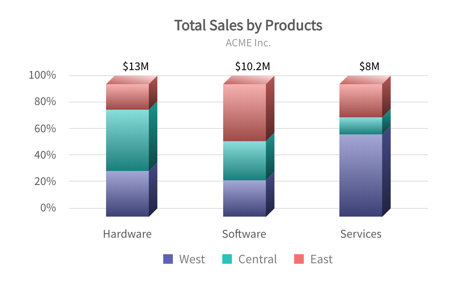 Total Sales by Products
ACME Inc.
$13M $10.2M $8M
100%
80%
60%
40%
20%
0%
Hardware Software Services
West Central East